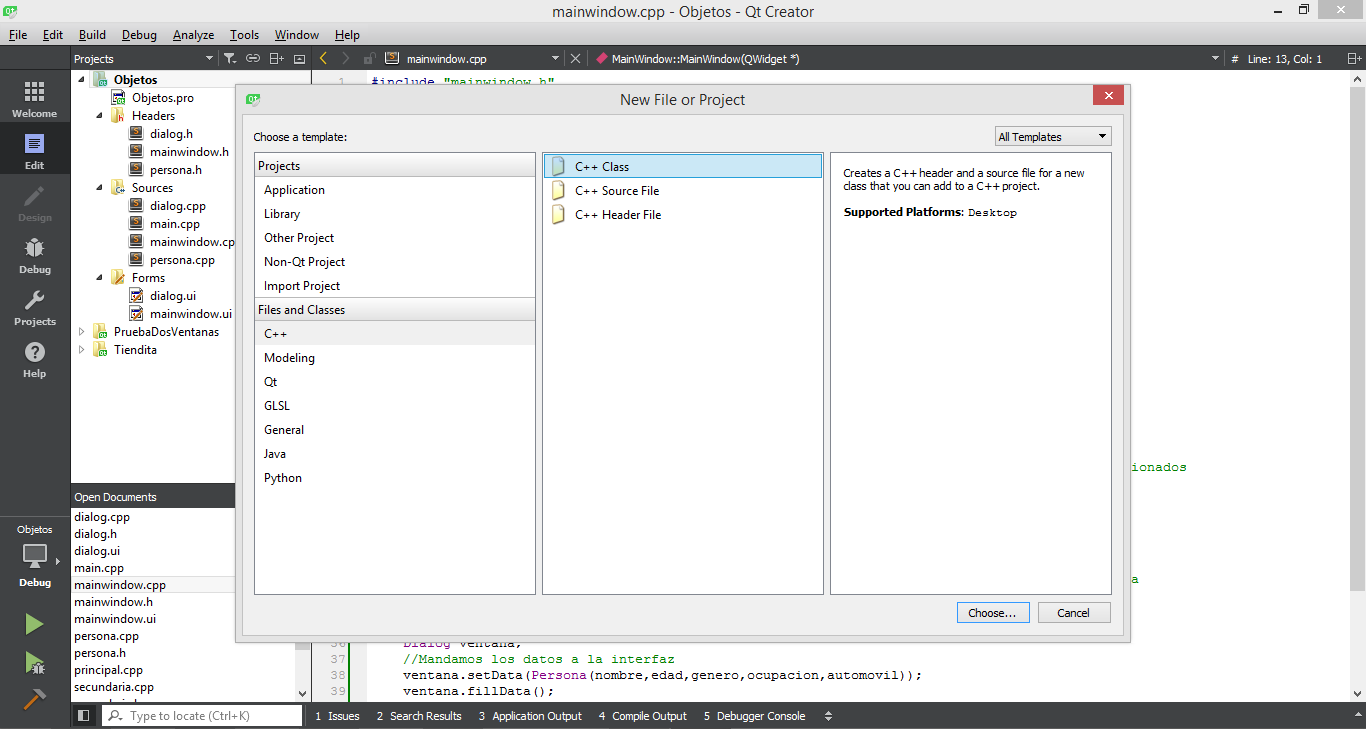 mainwindow.cpp - Objetos - Qt Creator
File Edit Build Debug Analyze Tools Window Help
Projects
mainwindow.cpp
MainWindow::MainWindow(QWidget *)
# Line: 13, Col: 1
Welcome
Edit
Design
Debug
Projects
Help
Objetos
Debug
Objetos
Objetos.pro
Headers
dialog.h
mainwindow.h
persona.h
Sources
dialog.cpp
main.cpp
mainwindow.cp
persona.cpp
Forms
dialog.ui
mainwindow.ui
PruebaDosVentanas
Tiendita
Open Documents
dialog.cpp
dialog.h
dialog.ui
main.cpp
mainwindow.cpp
mainwindow.h
mainwindow.ui
persona.cpp
persona.h
principal.cpp
secundaria.cpp
1 #include "mainwindow.h"
New File or Project
Choose a template:
All Templates
Projects
Application
Library
Other Project
Non-Qt Project
Import Project
Files and Classes
C++
Modeling
Qt
GLSL
General
Java
Python
C++ Class
C++ Source File
C++ Header File
Creates a C++ header and a source file for a new
class that you can add to a C++ project.
Supported Platforms: Desktop
Choose...
Cancel
ionados
a
36 Dialog ventana;
37 //Mandamos los datos a la interfaz
38 ventana.setData(Persona(nombre,edad,genero,ocupacion,automovil));
39 ventana.fillData();
Type to locate (Ctrl+K)
1 Issues 2 Search Results 3 Application Output 4 Compile Output 5 Debugger Console